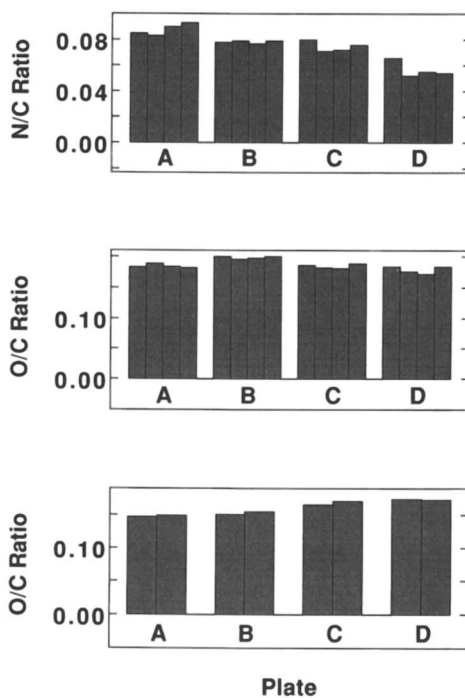 N/C Ratio
0.08
0.04
0.00
A B C D
O/C Ratio
0.10
0.00
A B C D
O/C Ratio
0.10
0.00
A B C D
Plate